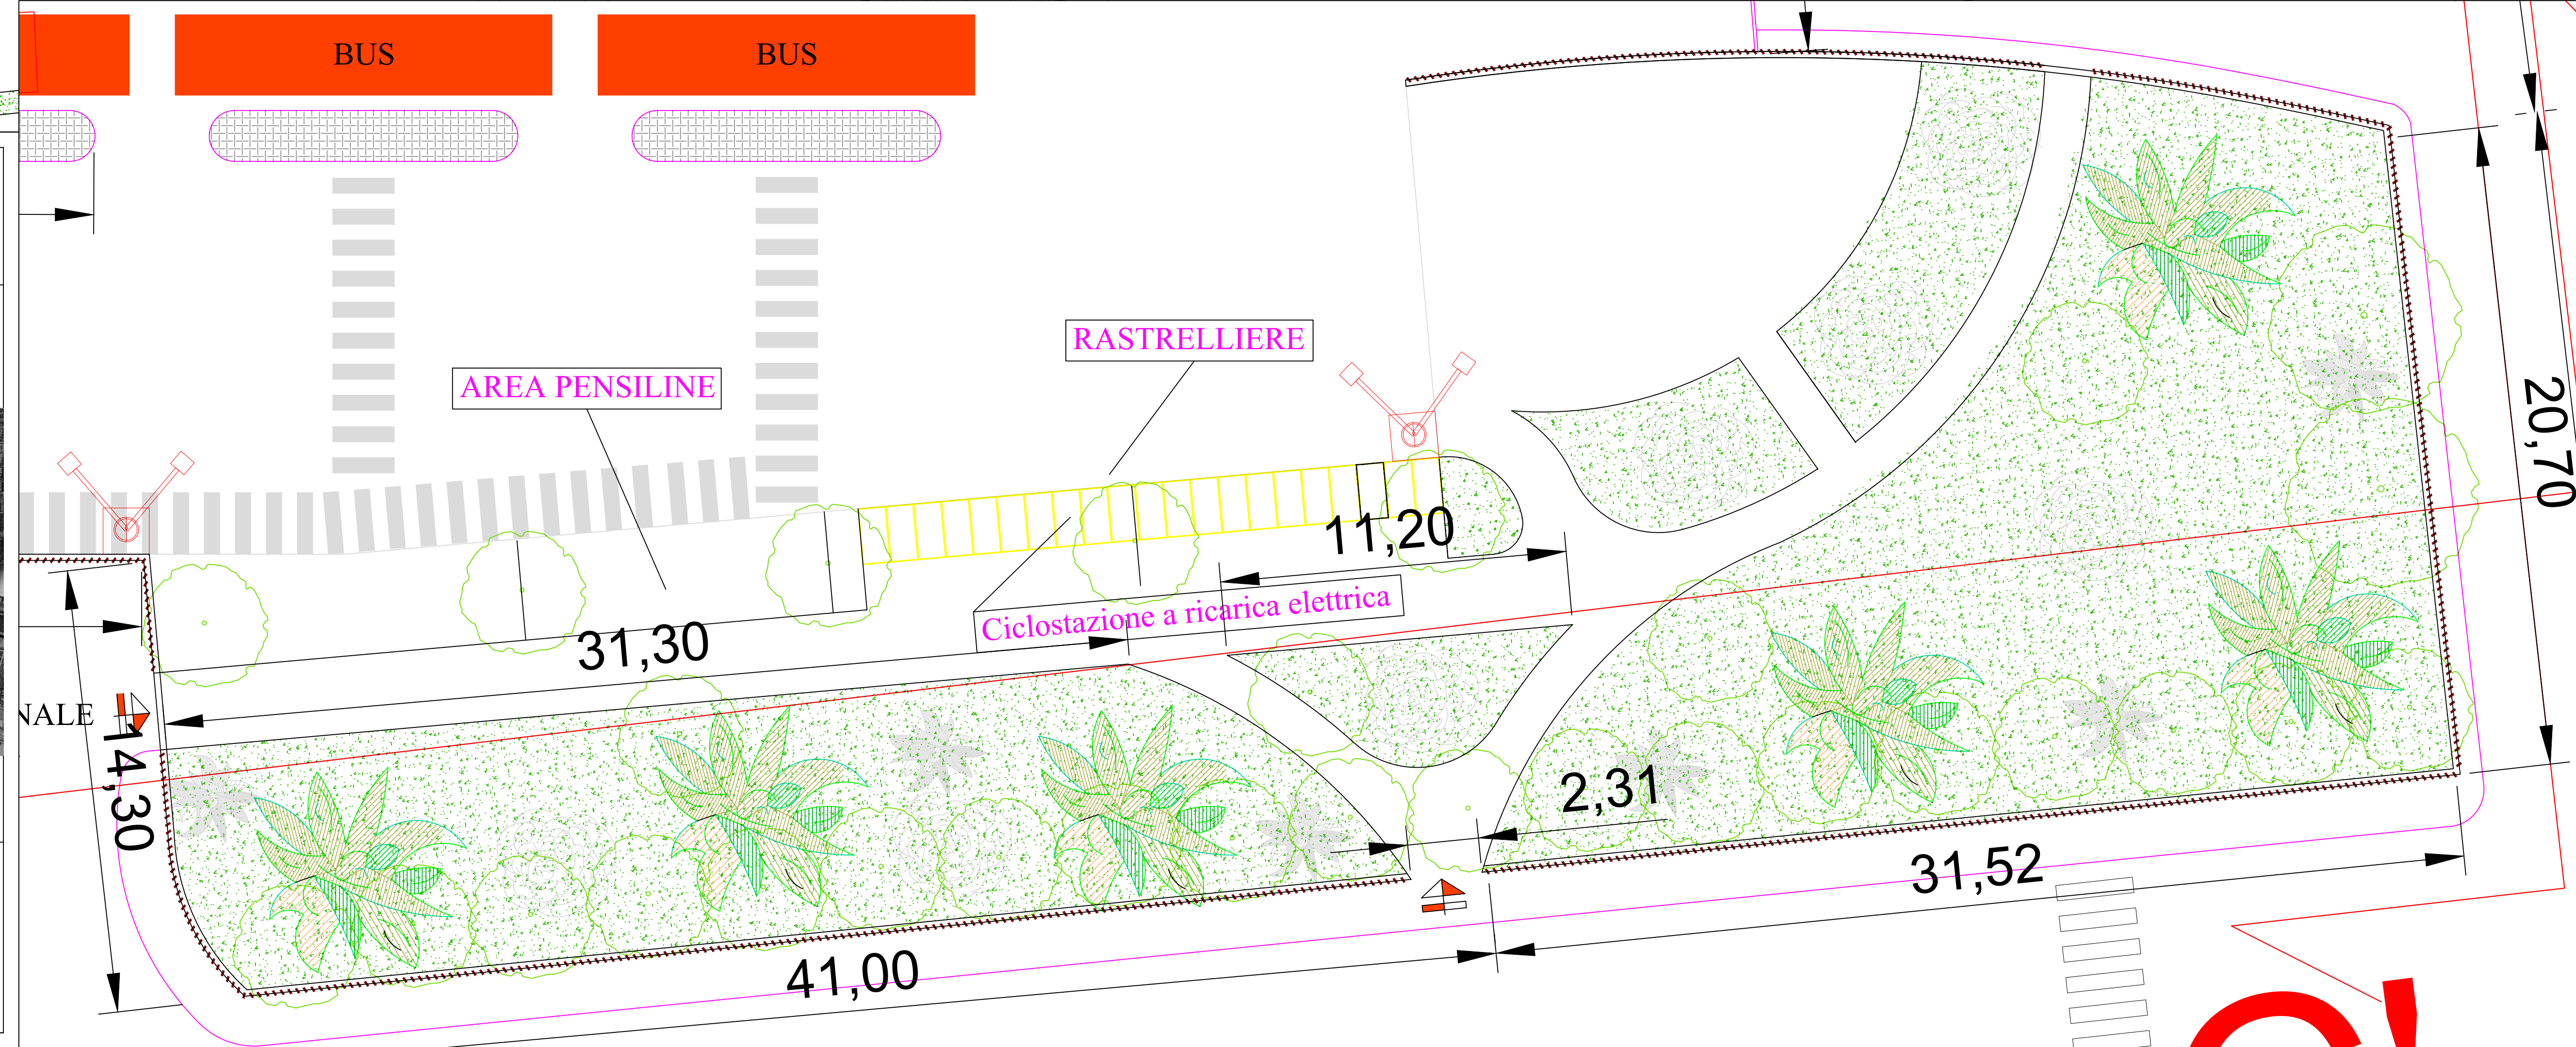 BUS
BUS
RASTRELLIERE
AREA PENSILINE
20,70
11,20
Ciclostazione a ricarica elettrica
31,30
NALE
14,30
2,31
31,52
41,00